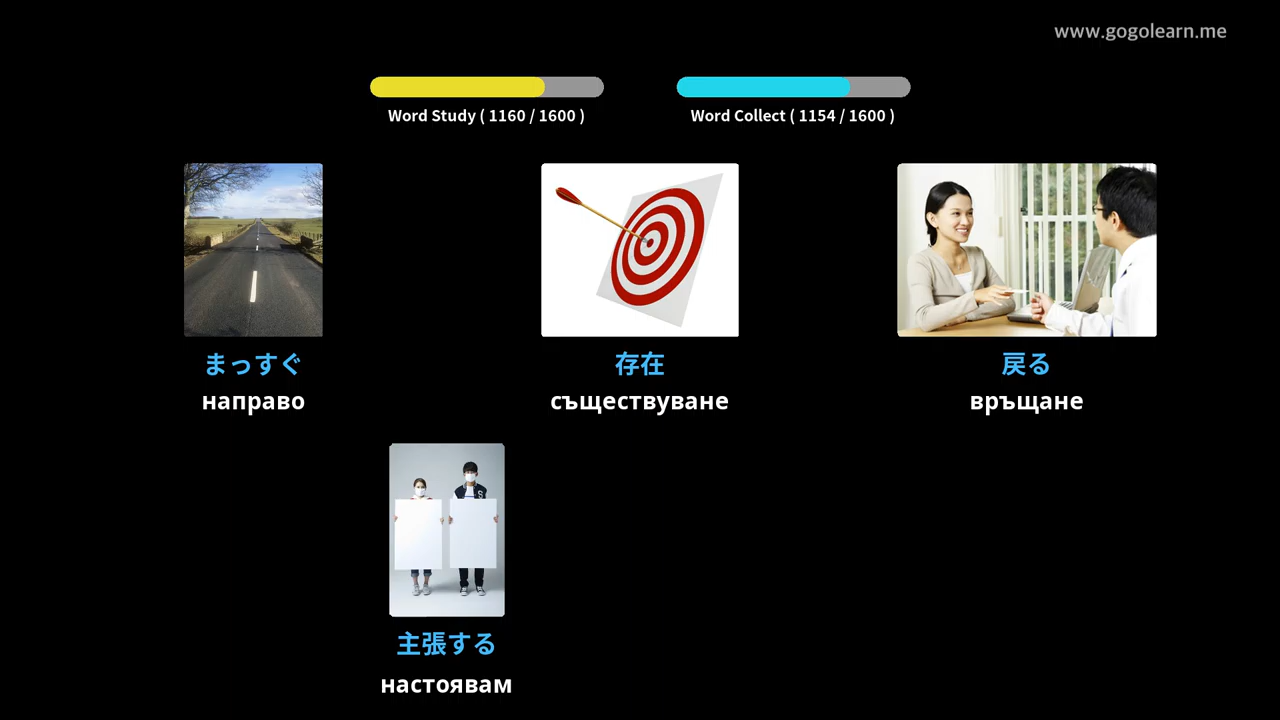 www.gogolearn.me
Word Study ( 1160 / 1600 )
Word Collect ( 1154 / 1600 )
まっすぐ
направо
存在
съществуване
戻る
връщане
主張する
настоявам